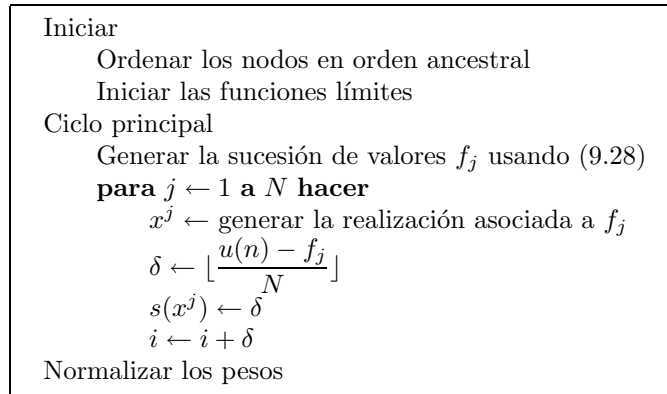 Iniciar
Ordenar los nodos en orden ancestral
Iniciar las funciones límites
Ciclo principal
Generar la sucesión de valores f_j usando (9.28)
para j ← 1 a N hacer
x^j ← generar la realización asociada a f_j
δ ← ⌊(u(n) − f_j)/N⌋
s(x^j) ← δ
i ← i + δ
Normalizar los pesos